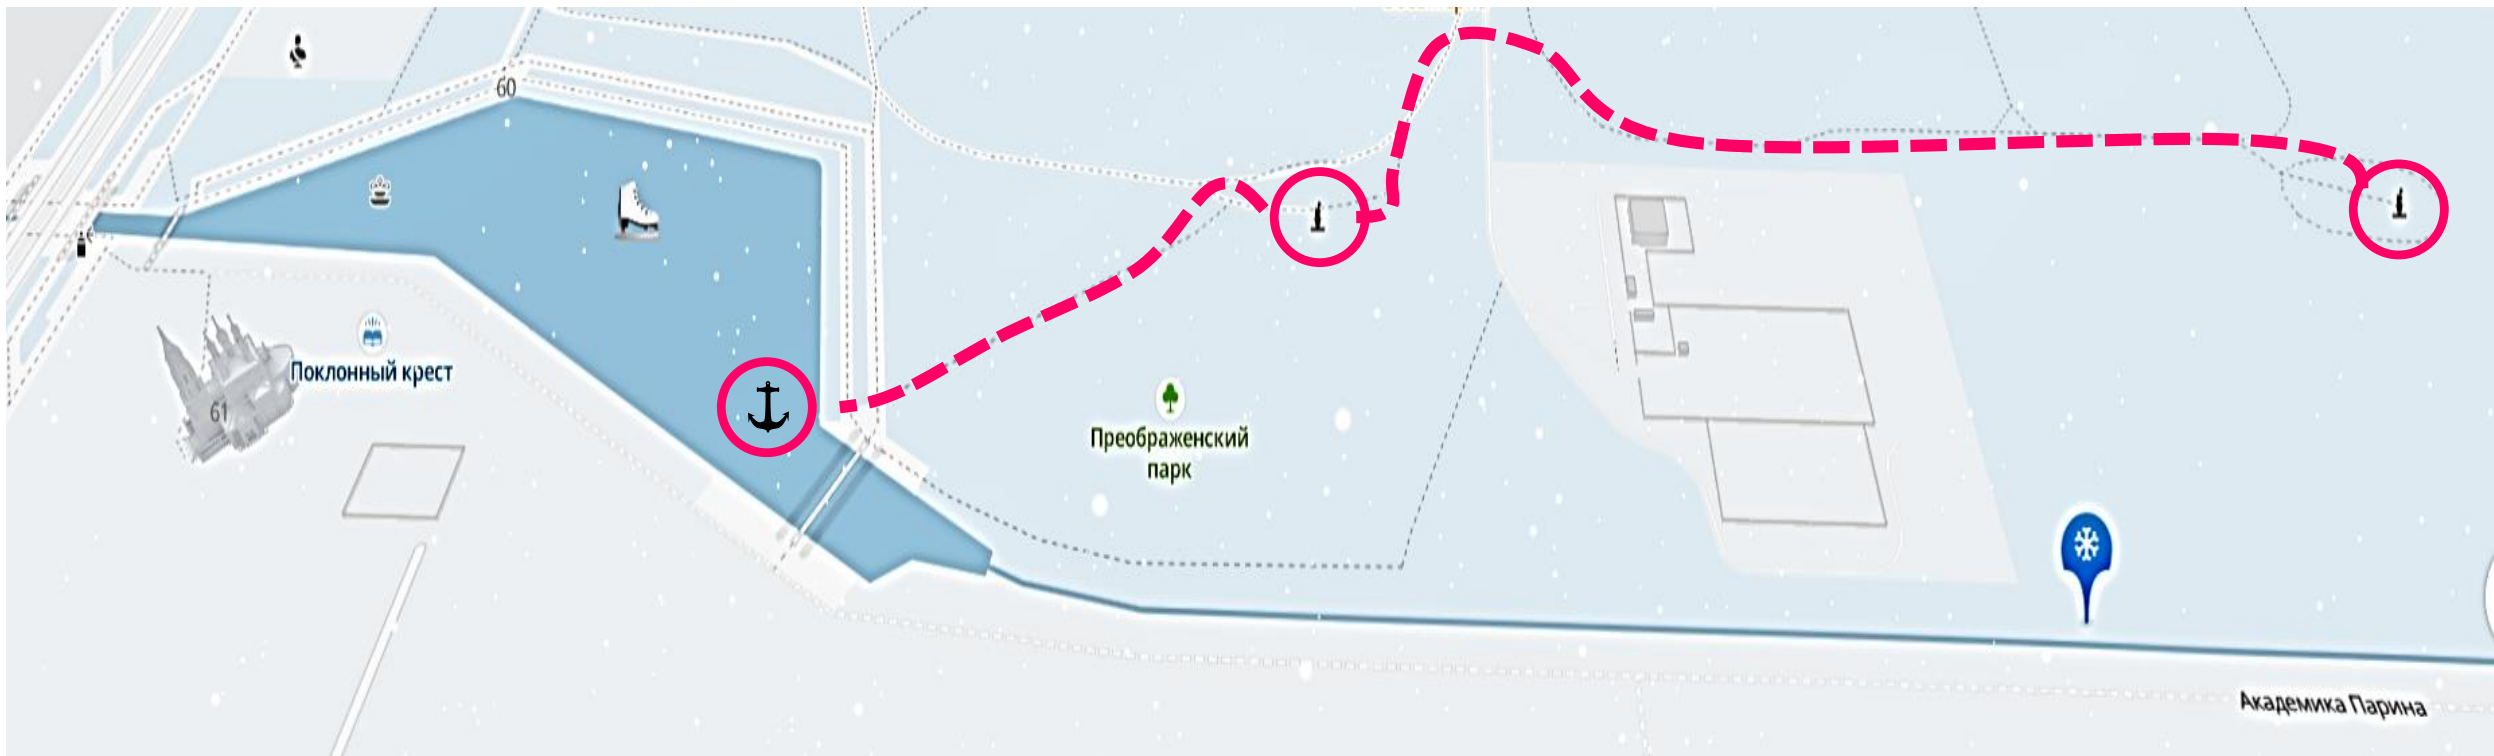 60
Поклонный крест
61
Преображенский
парк
Академика Парина